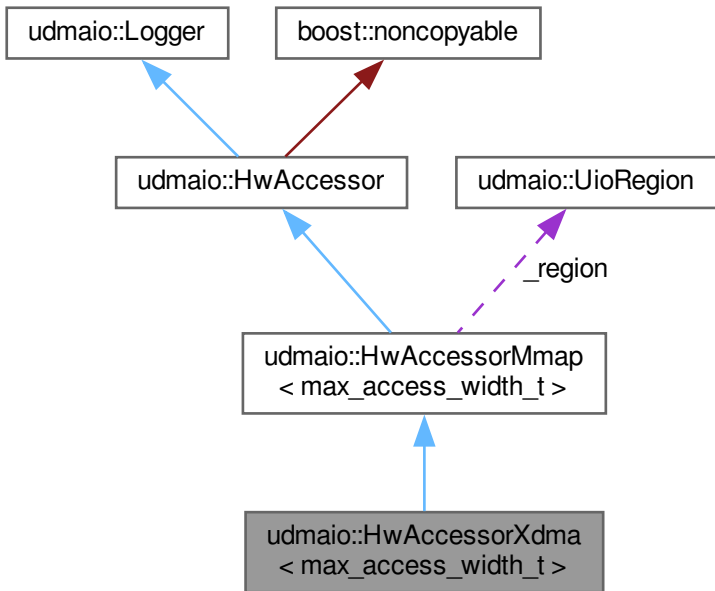 udmaio::Logger
boost::noncopyable
udmaio::HwAccessor
udmaio::UioRegion
_region
udmaio::HwAccessorMmap
< max_access_width_t >
udmaio::HwAccessorXdma
< max_access_width_t >